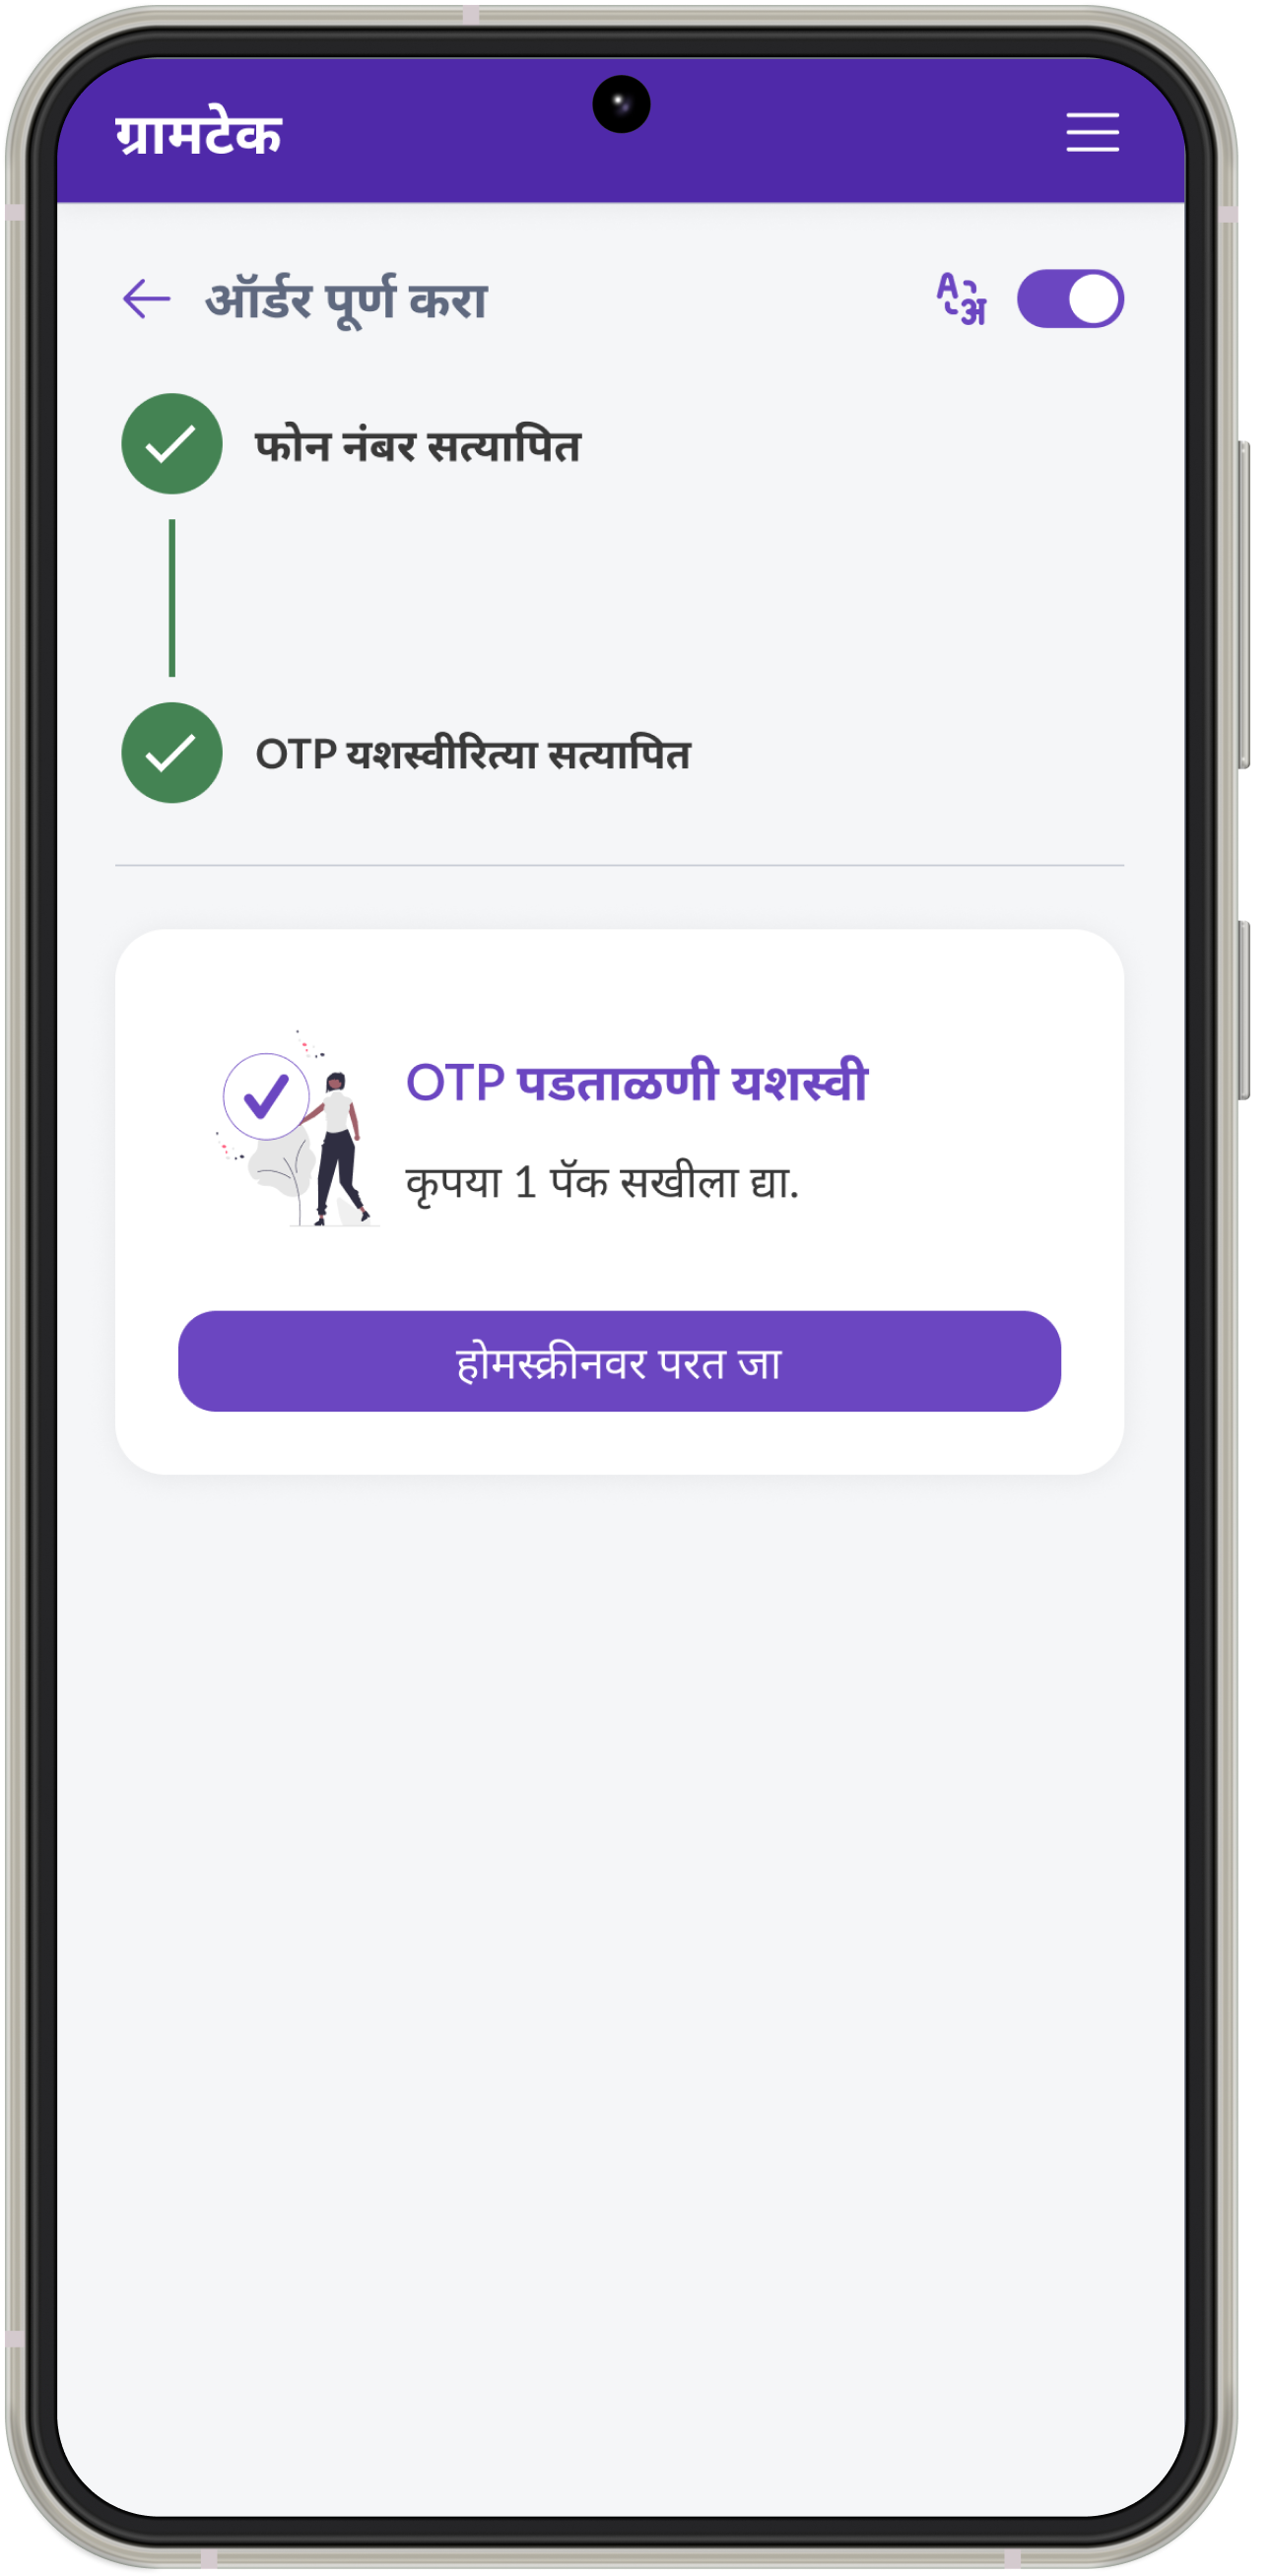 ग्रामटेक
ऑर्डर पूर्ण करा
A अ
फोन नंबर सत्यापित
OTP यशस्वीरित्या सत्यापित
OTP पडताळणी यशस्वी
कृपया 1 पॅक सखीला द्या.
होमस्क्रीनवर परत जा